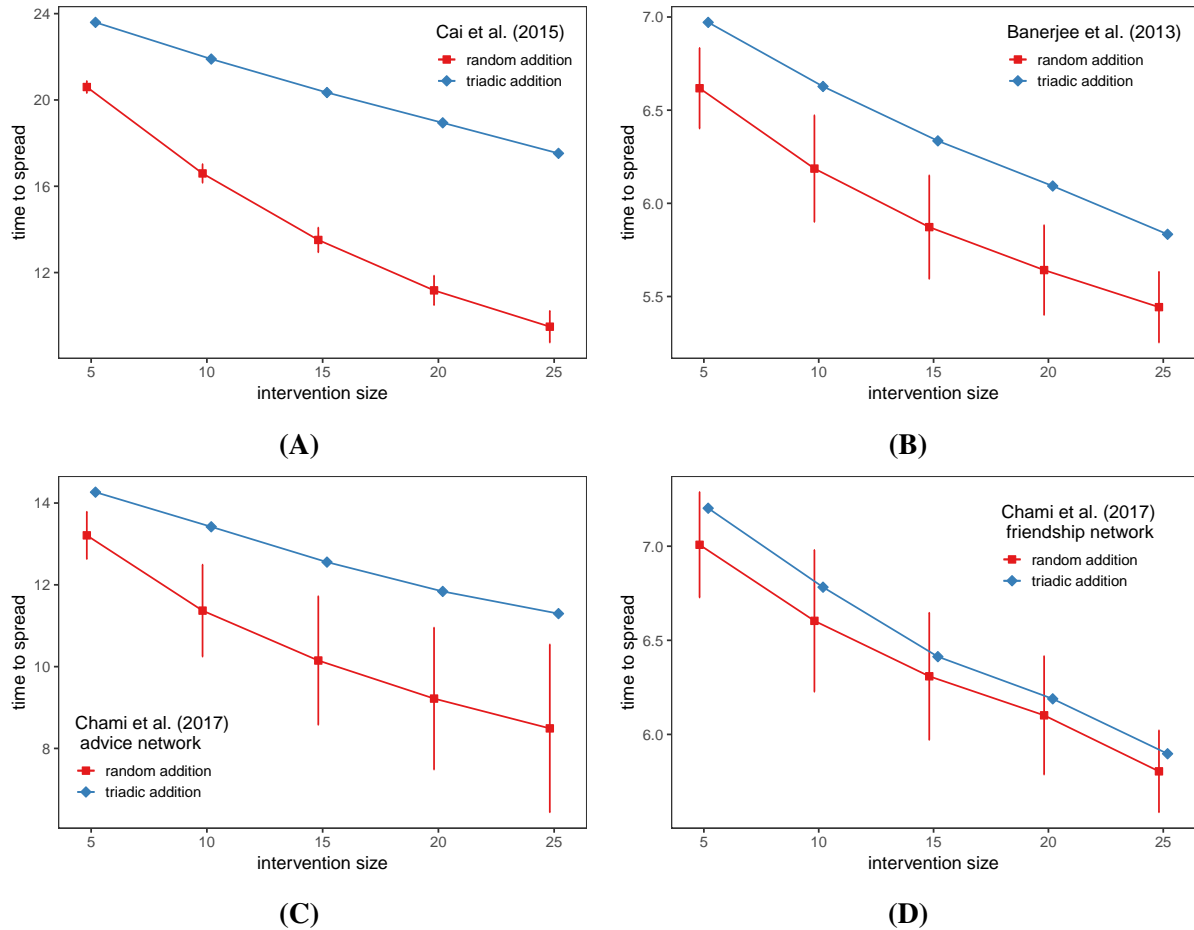 Cai et al. (2015)
random addition
triadic addition
24
20
16
12
time to spread
5 10 15 20 25
intervention size
(A)
Banerjee et al. (2013)
random addition
triadic addition
7.0
6.5
6.0
5.5
time to spread
5 10 15 20 25
intervention size
(B)
14
12
10
8
time to spread
Chami et al. (2017)
advice network
random addition
triadic addition
5 10 15 20 25
intervention size
(C)
Chami et al. (2017)
friendship network
random addition
triadic addition
7.0
6.5
6.0
time to spread
5 10 15 20 25
intervention size
(D)